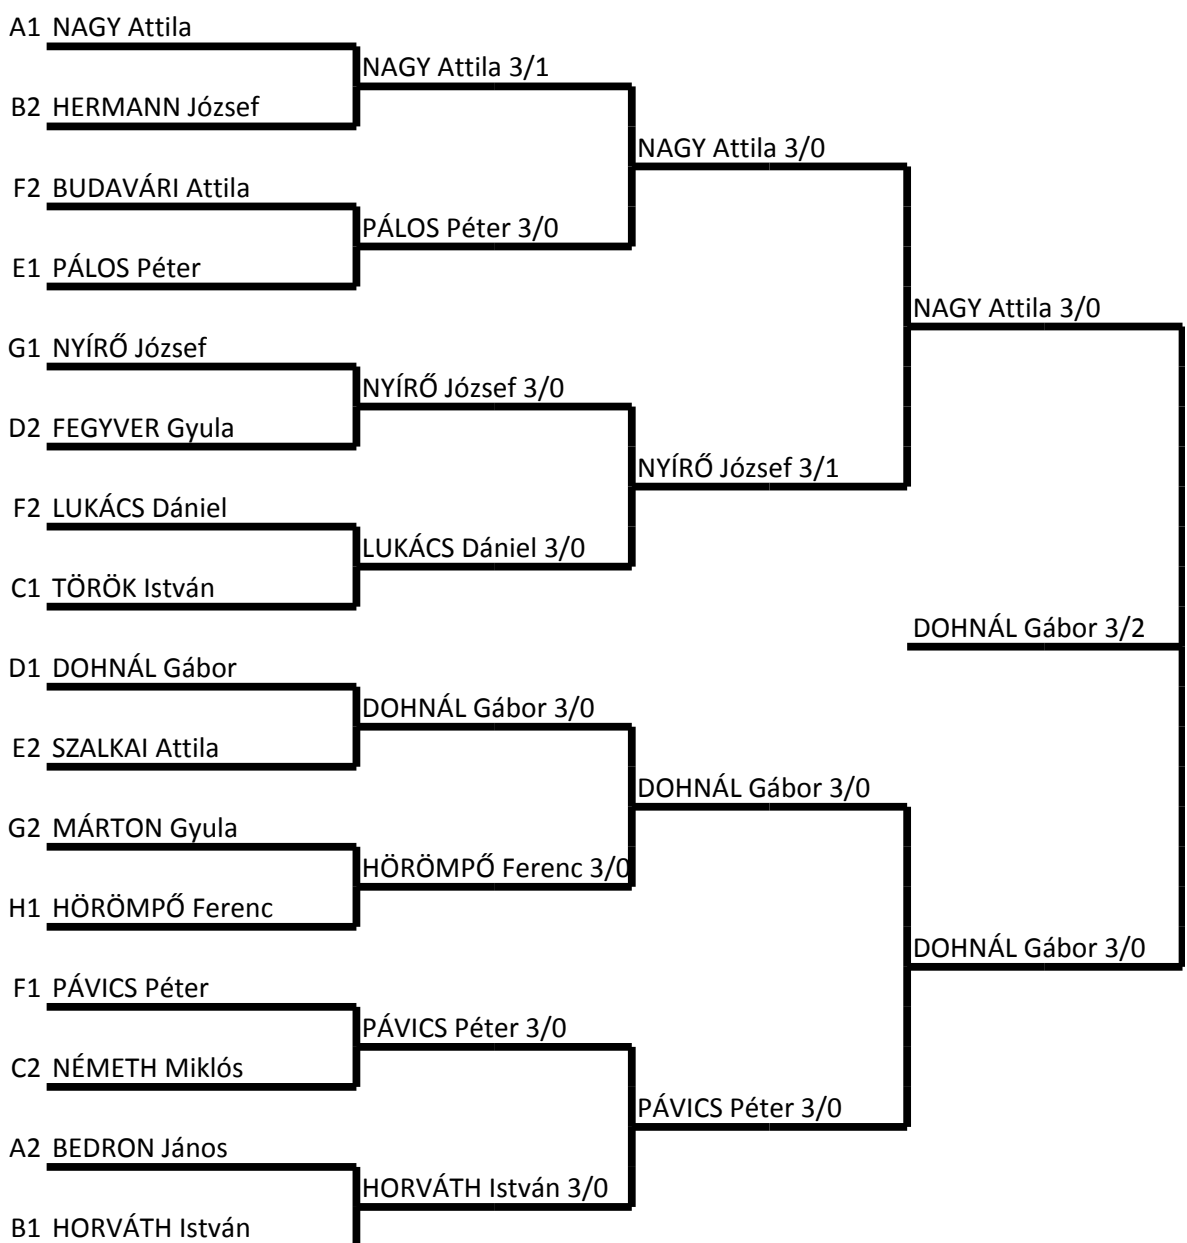 A1 NAGY Attila
NAGY Attila 3/1
B2 HERMANN József
NAGY Attila 3/0
F2 BUDAVÁRI Attila
PÁLOS Péter 3/0
E1 PÁLOS Péter
NAGY Attila 3/0
G1 NYÍRŐ József
NYÍRŐ József 3/0
D2 FEGYVER Gyula
NYÍRŐ József 3/1
F2 LUKÁCS Dániel
LUKÁCS Dániel 3/0
C1 TÖRÖK István
DOHNÁL Gábor 3/2
D1 DOHNÁL Gábor
DOHNÁL Gábor 3/0
E2 SZALKAI Attila
DOHNÁL Gábor 3/0
G2 MÁRTON Gyula
HÖRÖMPŐ Ferenc 3/0
H1 HÖRÖMPŐ Ferenc
DOHNÁL Gábor 3/0
F1 PÁVICS Péter
PÁVICS Péter 3/0
C2 NÉMETH Miklós
PÁVICS Péter 3/0
A2 BEDRON János
HORVÁTH István 3/0
B1 HORVÁTH István